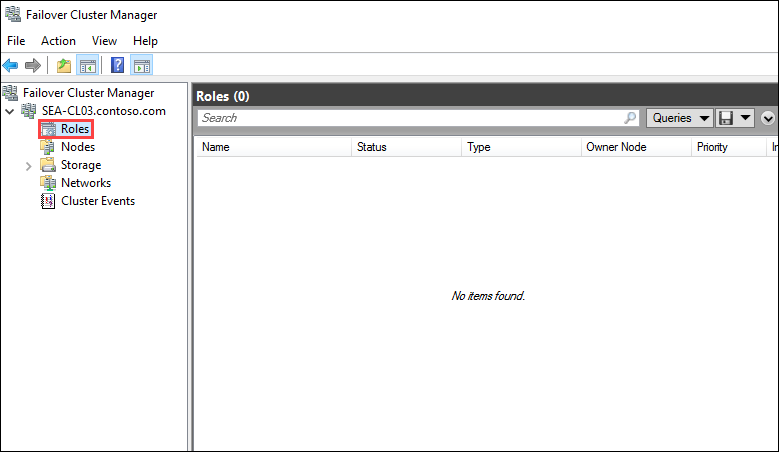 Failover Cluster Manager
File Action View Help
Failover Cluster Manager
SEA-CL03.contoso.com
Roles
Nodes
Storage
Networks
Cluster Events
Roles (0)
Search
Queries
Name Status Type Owner Node Priority In
No items found.